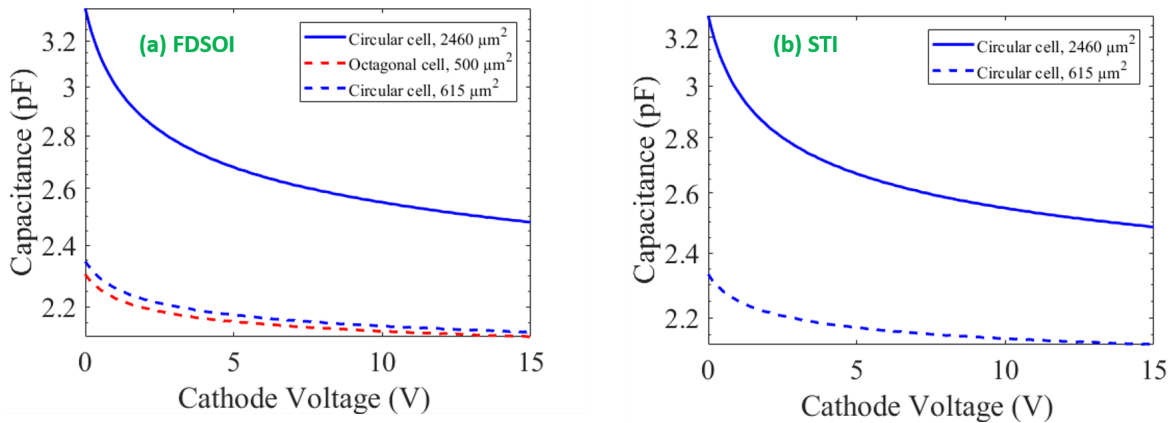 (a) FDSOI
Circular cell, 2460 μm²
Octagonal cell, 500 μm²
Circular cell, 615 μm²
Capacitance (pF)
3.2
3
2.8
2.6
2.4
2.2
0
5
10
15
Cathode Voltage (V)
(b) STI
Circular cell, 2460 μm²
Circular cell, 615 μm²
Capacitance (pF)
3.2
3
2.8
2.6
2.4
2.2
0
5
10
15
Cathode Voltage (V)